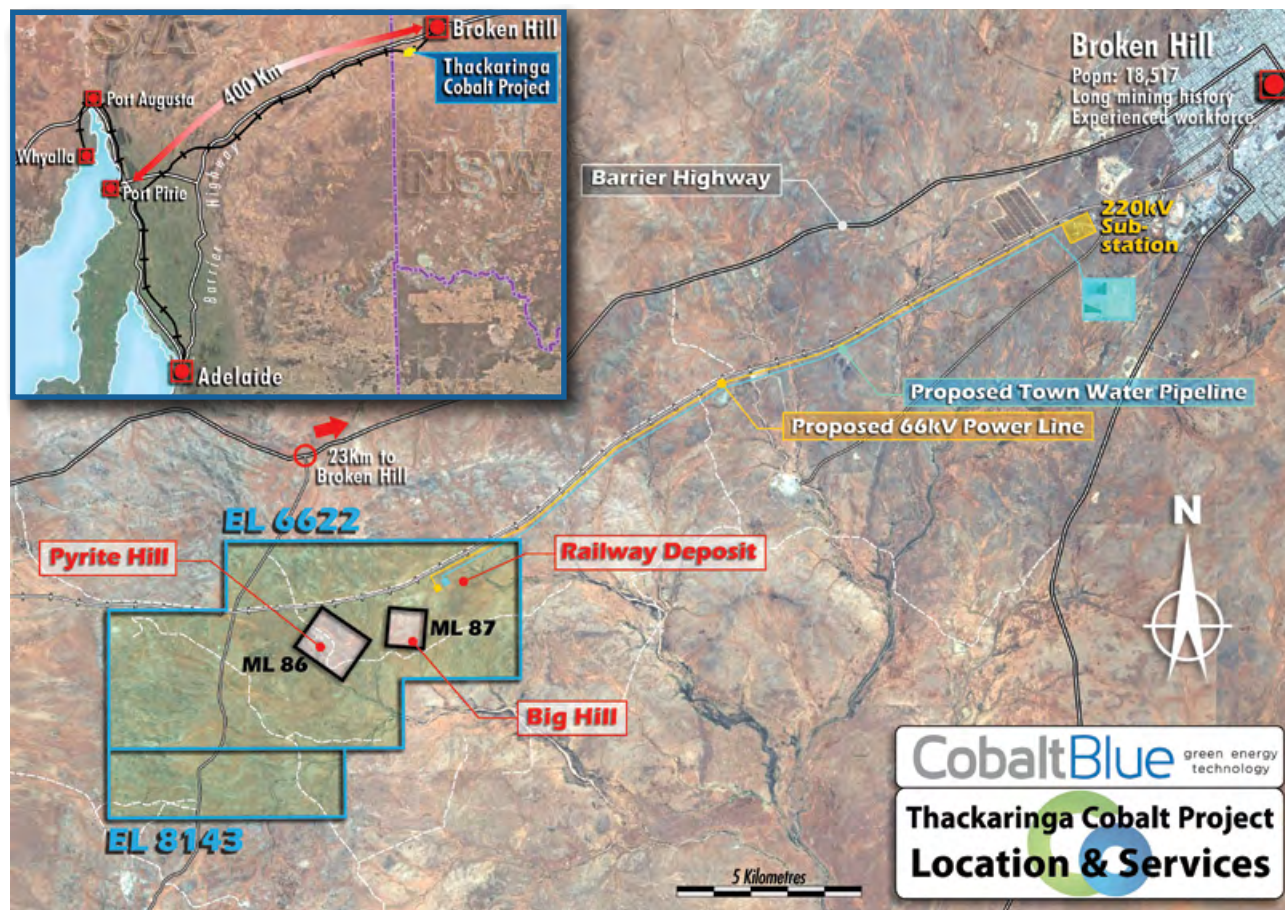 SA
Broken Hill
Thackaringa
Cobalt Project
400 Km
Port Augusta
Whyalla
Port Pirie
NSW
Barrier Highway
Adelaide
Broken Hill
Popn: 18,517
Long mining history
Experienced workforce
Barrier Highway
220kV
Sub-
station
Proposed Town Water Pipeline
Proposed 66kV Power Line
23Km to
Broken Hill
EL 6622
Pyrite Hill
Railway Deposit
ML 87
ML 86
Big Hill
N
EL 8143
5 Kilometres
CobaltBlue
green energy
technology
Thackaringa Cobalt Project
Location & Services